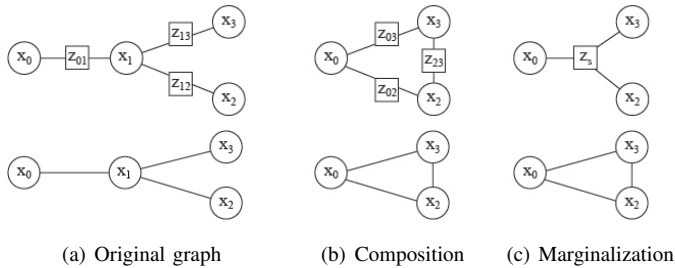 x₃
z₁₃
x₀ z₀₁ x₁
z₁₂
x₂
x₃
z₀₃
x₀ z₂₃
z₀₂
x₂
x₃
x₀ zₛ
x₂
x₃
x₀ x₁
x₂
x₃
x₀
x₂
x₃
x₀
x₂
(a) Original graph
(b) Composition
(c) Marginalization